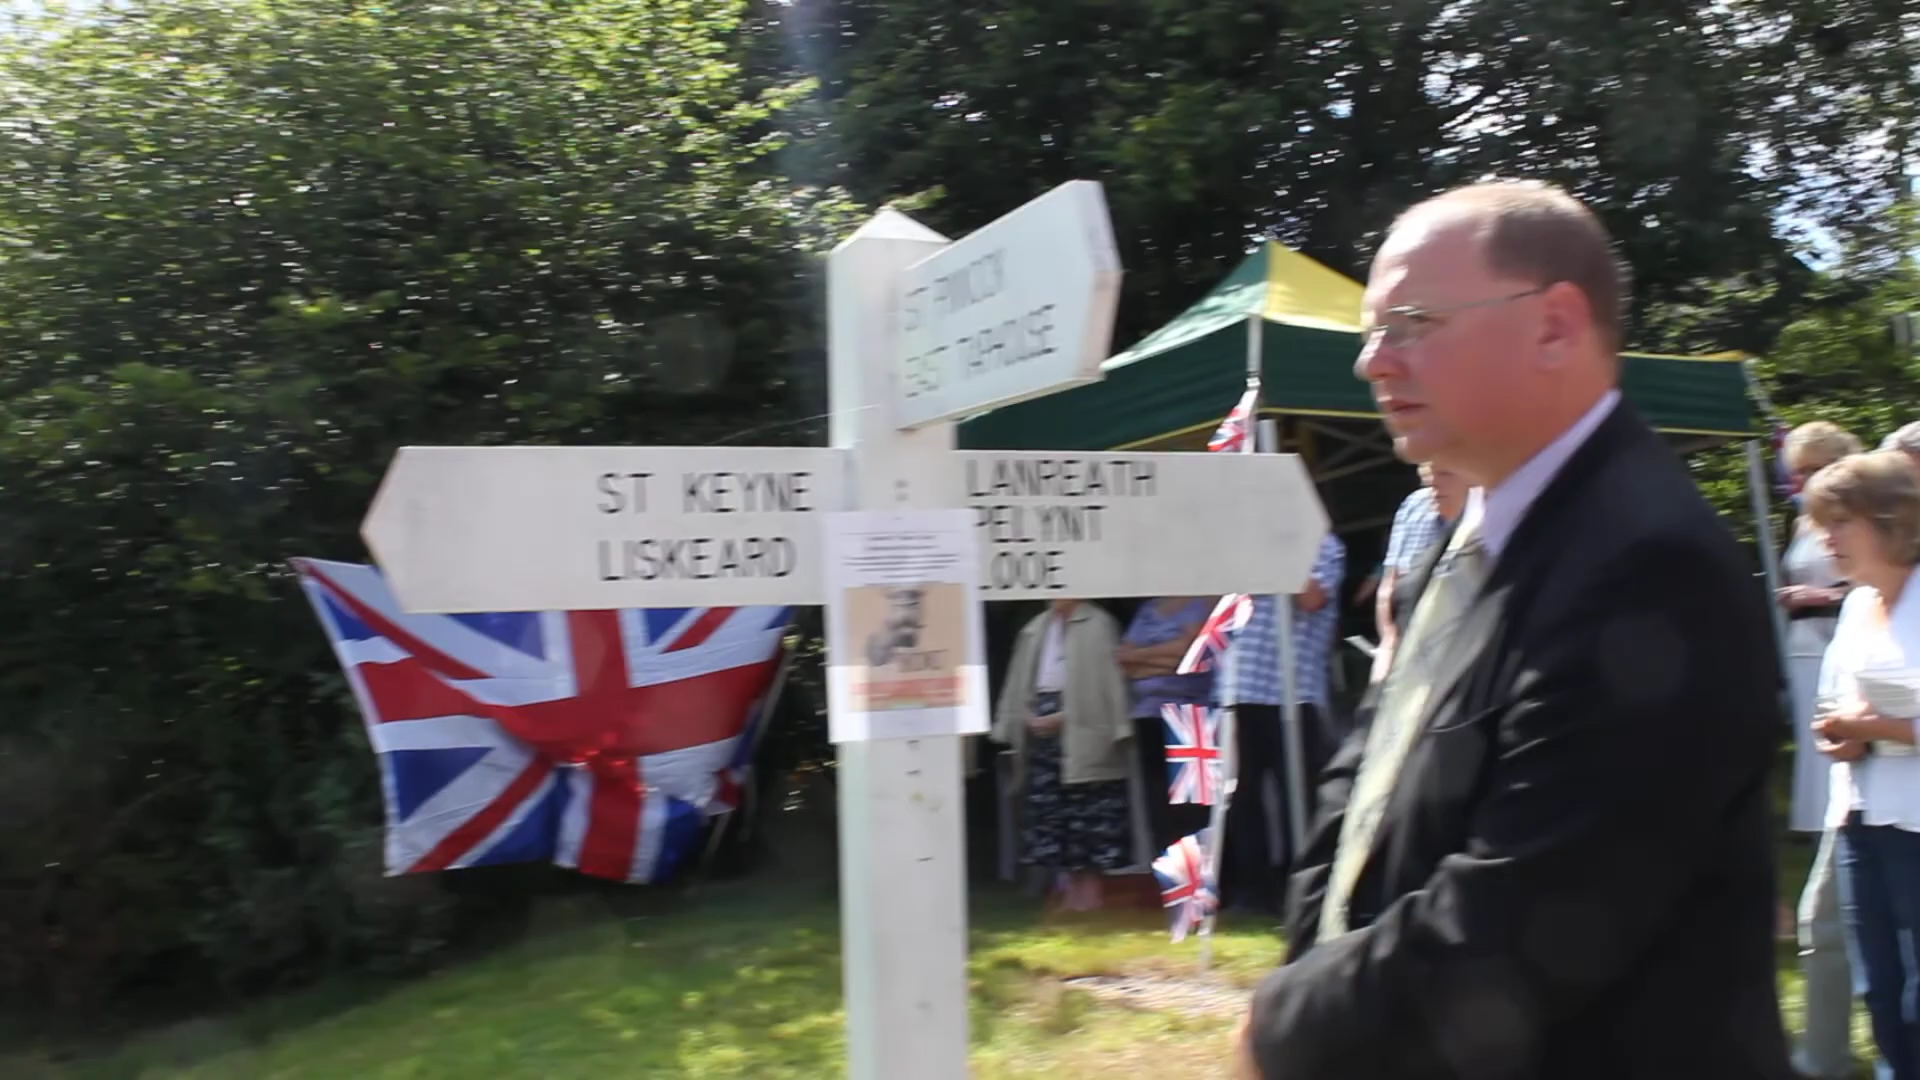 ST PINNOCK
EAST TAPHOUSE
ST KEYNE
LISKEARD
LANREATH
PELYNT
LOOE